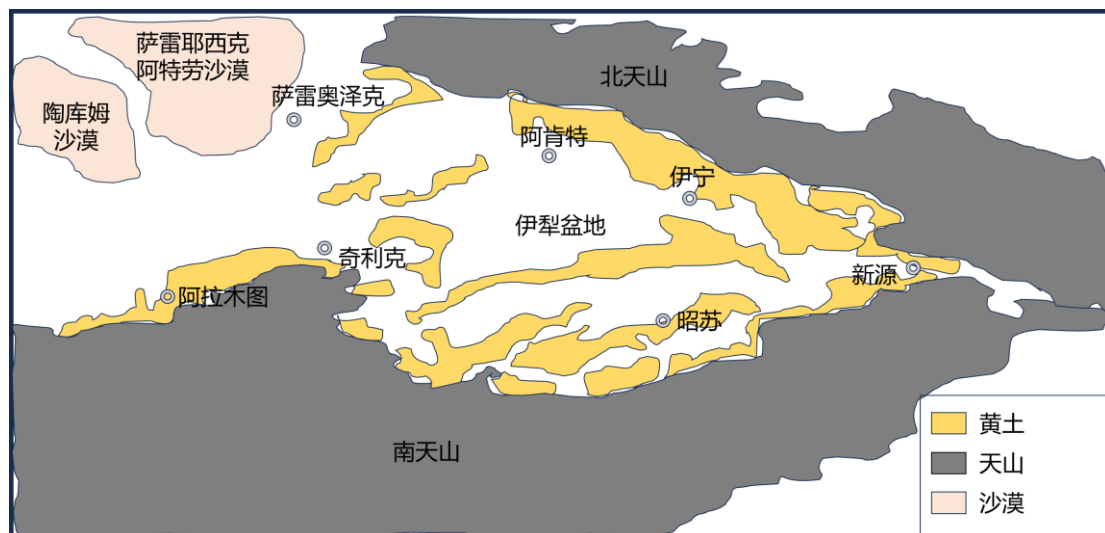 萨雷耶西克
阿特劳沙漠
陶库姆
沙漠
萨雷奥泽克
北天山
阿肯特
伊宁
伊犁盆地
奇利克
新源
阿拉木图
昭苏
南天山
黄土
天山
沙漠